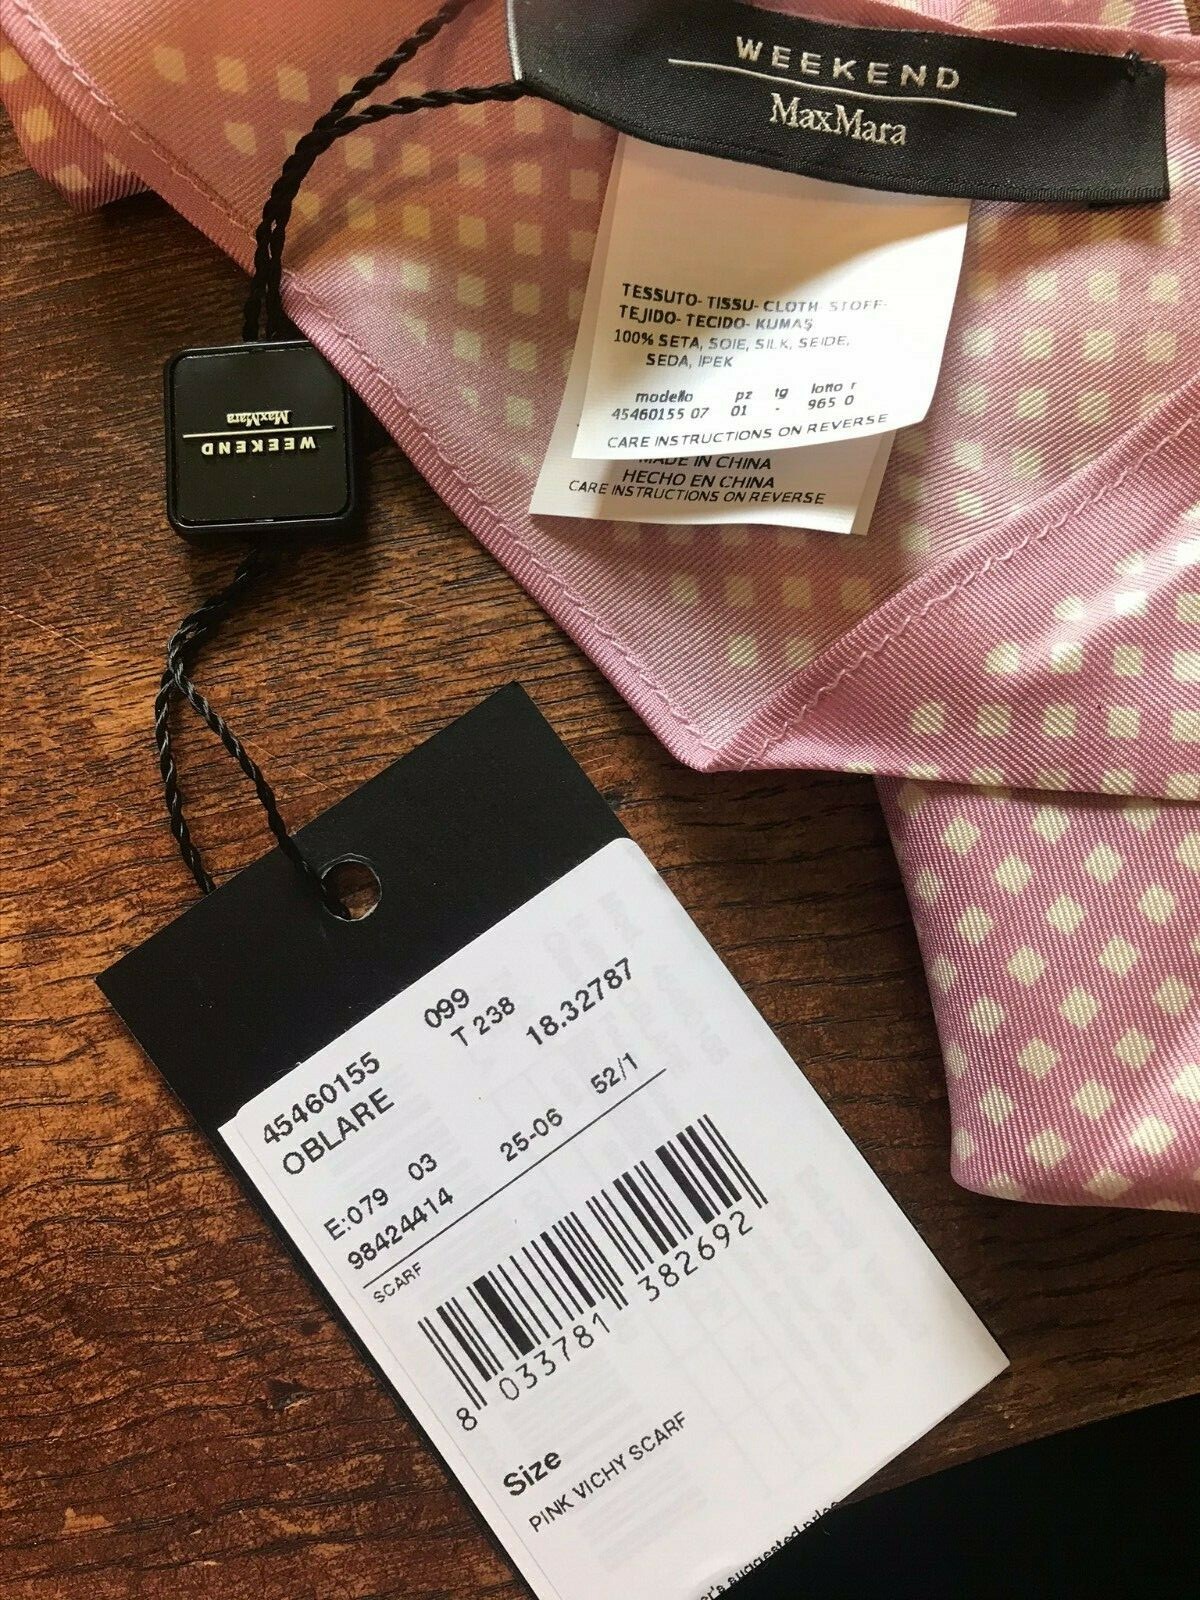 WEEKEND
MaxMara
TESSUTO- TISSU- CLOTH- STOFF-
TEJIDO- TECIDO- KUMAŞ
100% SETA, SOIE, SILK, SEIDE,
SEDA, IPEK
modello pz tg lotto r
45460155 07 01 - 965 0
CARE INSTRUCTIONS ON REVERSE
MADE IN CHINA
HECHO EN CHINA
CARE INSTRUCTIONS ON REVERSE
WEEKEND
MaxMara
45460155 099
OBLARE T 238 18.32787
E:079 03
98424414 25-06 52/1
SCARF
8 033781 382692
Size
PINK VICHY SCARF
er's suggested price